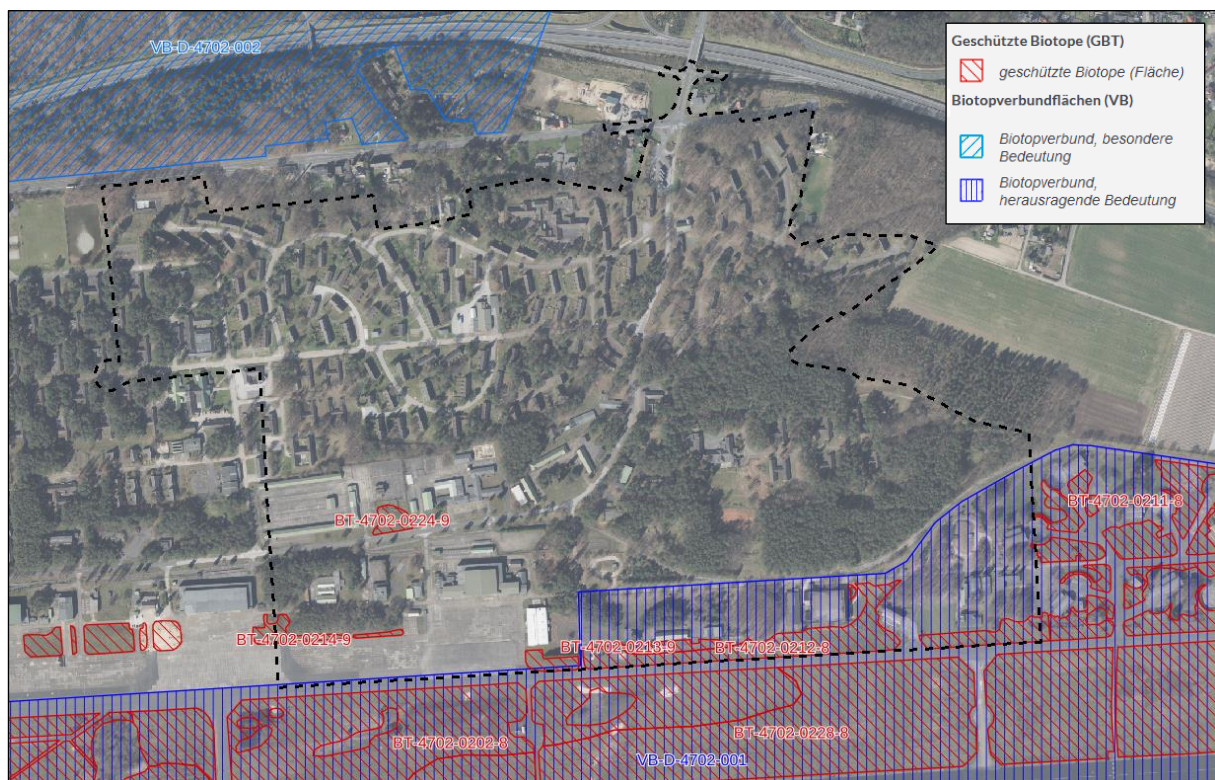 VB-D-4702-002
Geschützte Biotope (GBT)
geschützte Biotope (Fläche)
Biotopverbundflächen (VB)
Biotopverbund, besondere
Bedeutung
Biotopverbund,
herausragende Bedeutung
BT-4702-0211-8
BT-4702-0224-9
BT-4702-0214-9
BT-4702-0213-9
BT-4702-0212-8
BT-4702-0202-8
BT-4702-0223-8
VB-D-4702-001